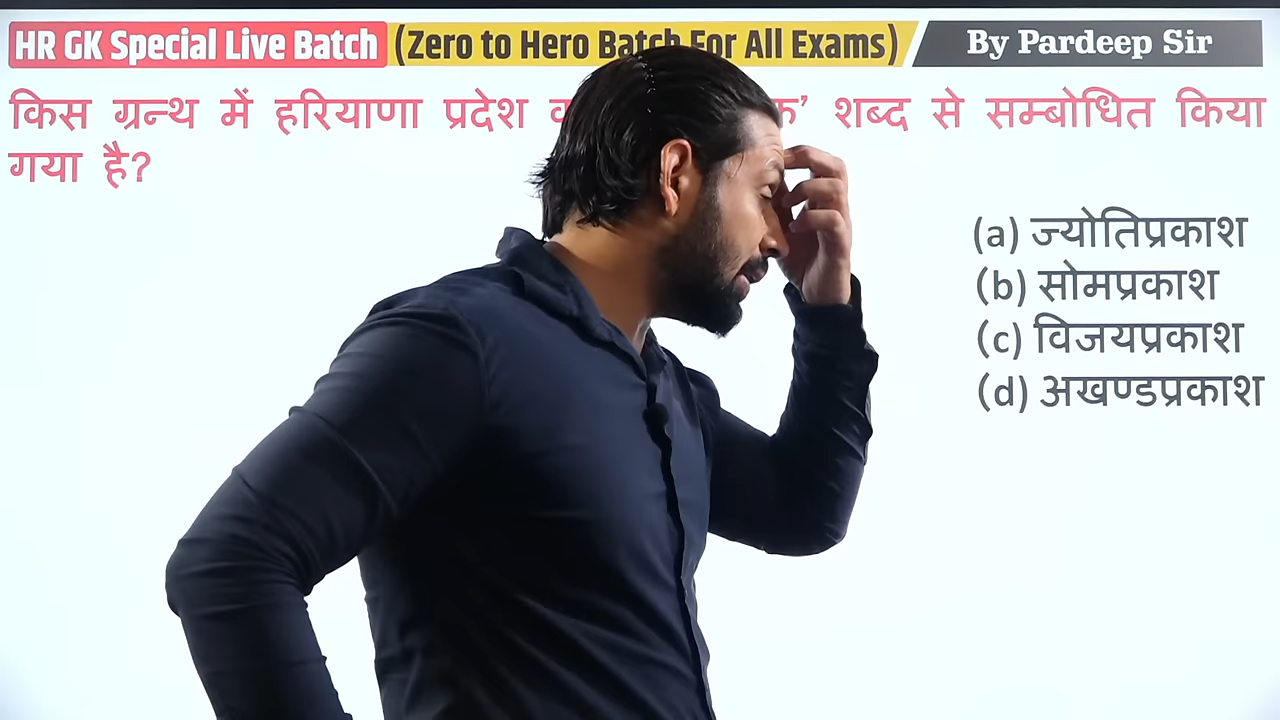 HR GK Special Live Batch (Zero to Hero Batch For All Exams) By Pardeep Sir
किस ग्रन्थ में हरियाणा प्रदेश शब्द से सम्बोधित किया
गया है?
(a) ज्योतिप्रकाश
(b) सोमप्रकाश
(c) विजयप्रकाश
(d) अखण्डप्रकाश